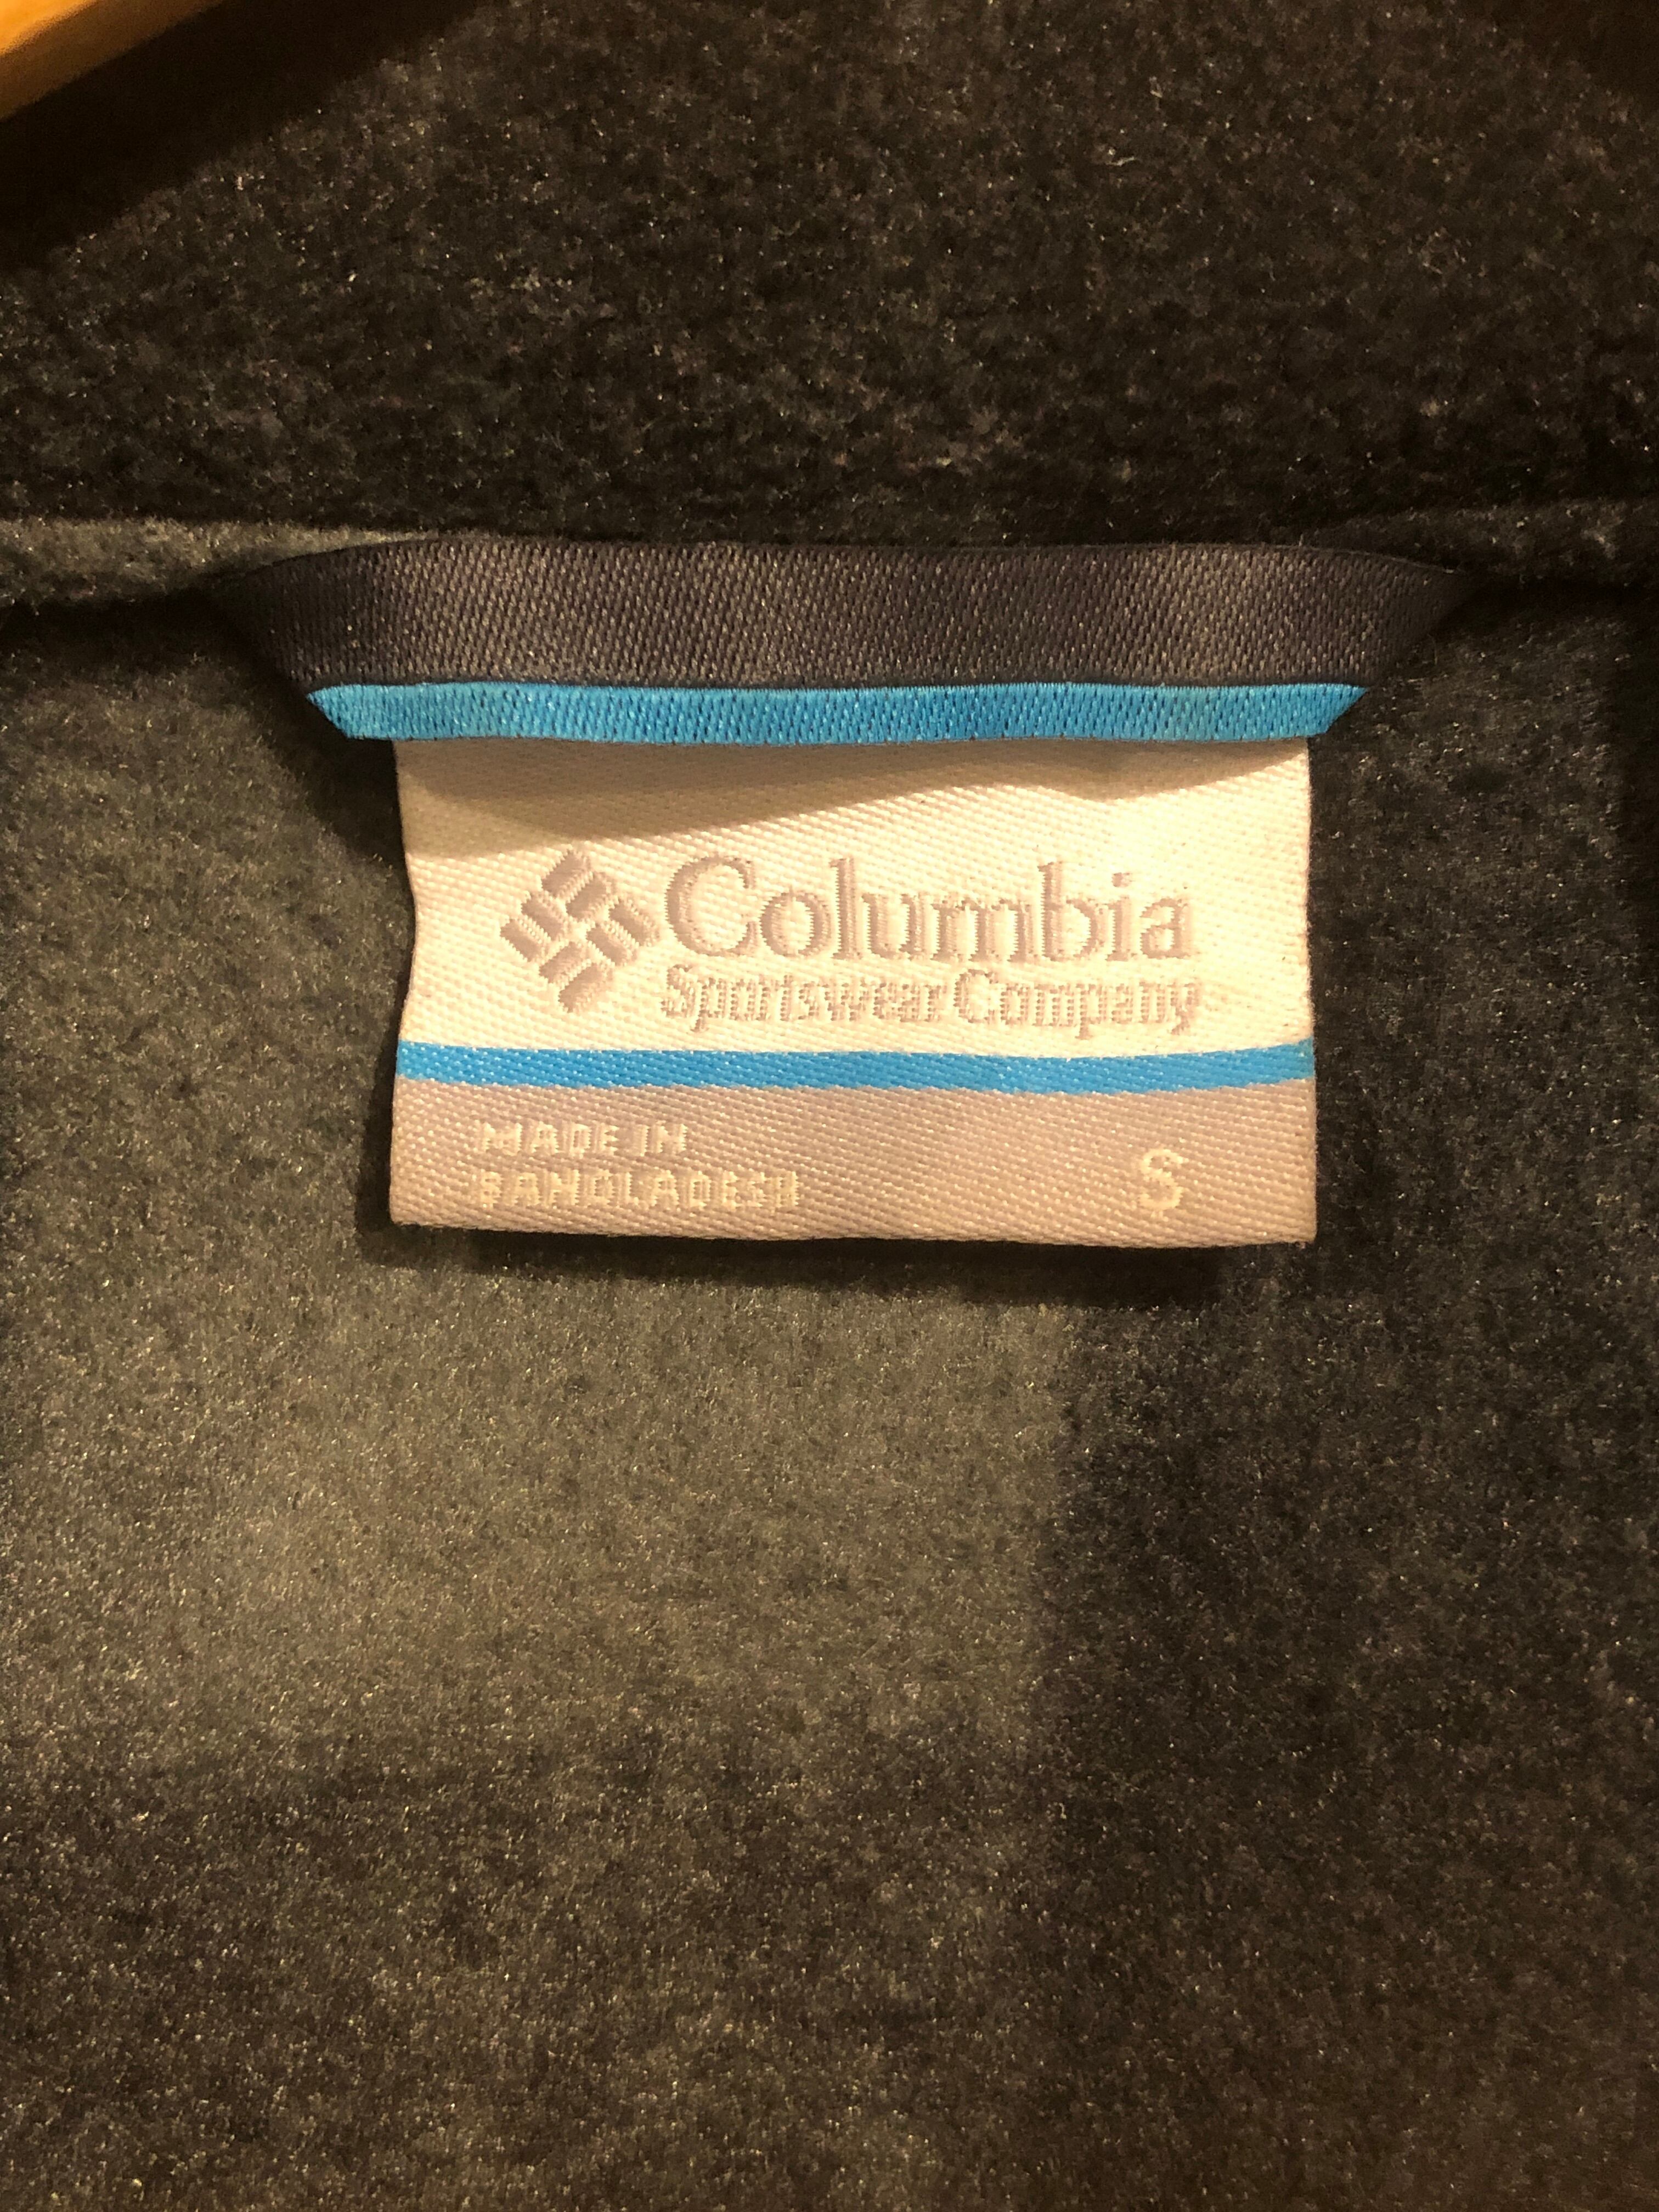 Columbia
Sportswear Company
MADE IN
BANGLADESH
S